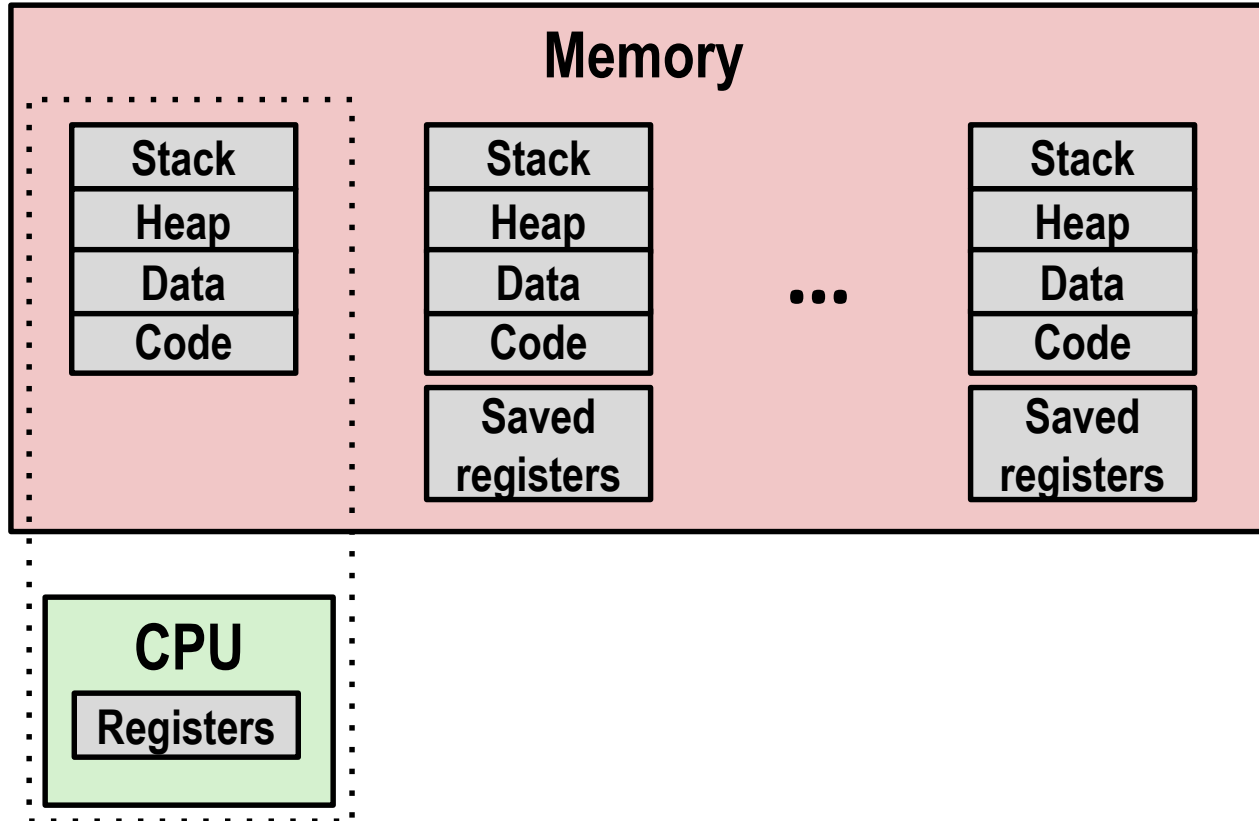 Memory
Stack
Heap
Data
Code
Stack
Heap
Data
Code
Saved
registers
...
Stack
Heap
Data
Code
Saved
registers
CPU
Registers